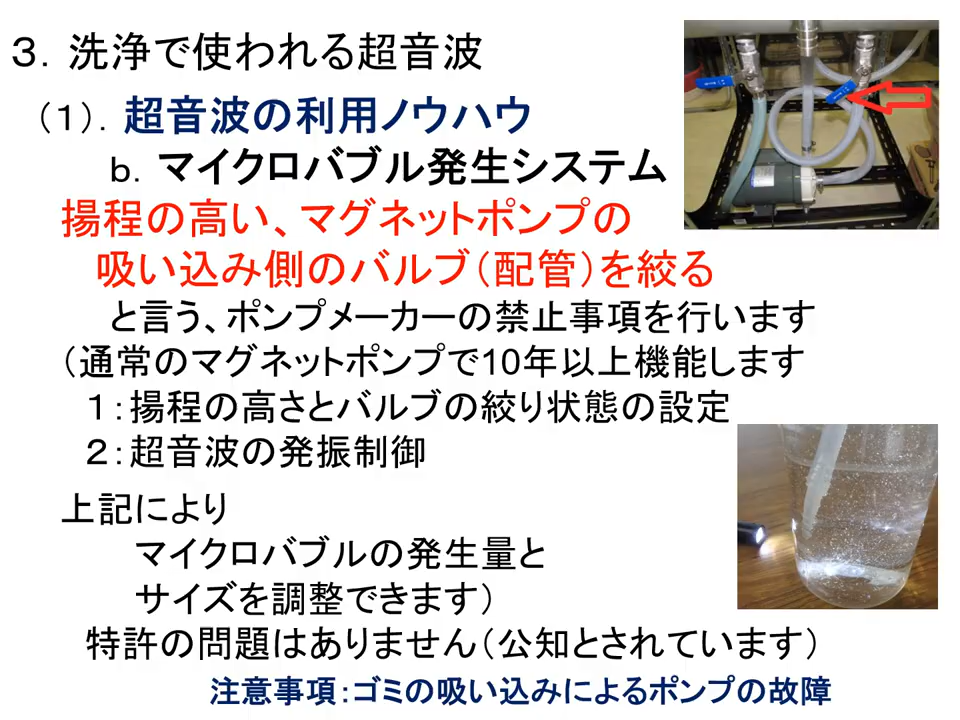 ３．洗浄で使われる超音波
（１）．超音波の利用ノウハウ
ｂ．マイクロバブル発生システム
揚程の高い、マグネットポンプの
吸い込み側のバルブ（配管）を絞る
と言う、ポンプメーカーの禁止事項を行います
（通常のマグネットポンプで10年以上機能します
１：揚程の高さとバルブの絞り状態の設定
２：超音波の発振制御
上記により
マイクロバブルの発生量と
サイズを調整できます）
特許の問題はありません（公知とされています）
注意事項：ゴミの吸い込みによるポンプの故障